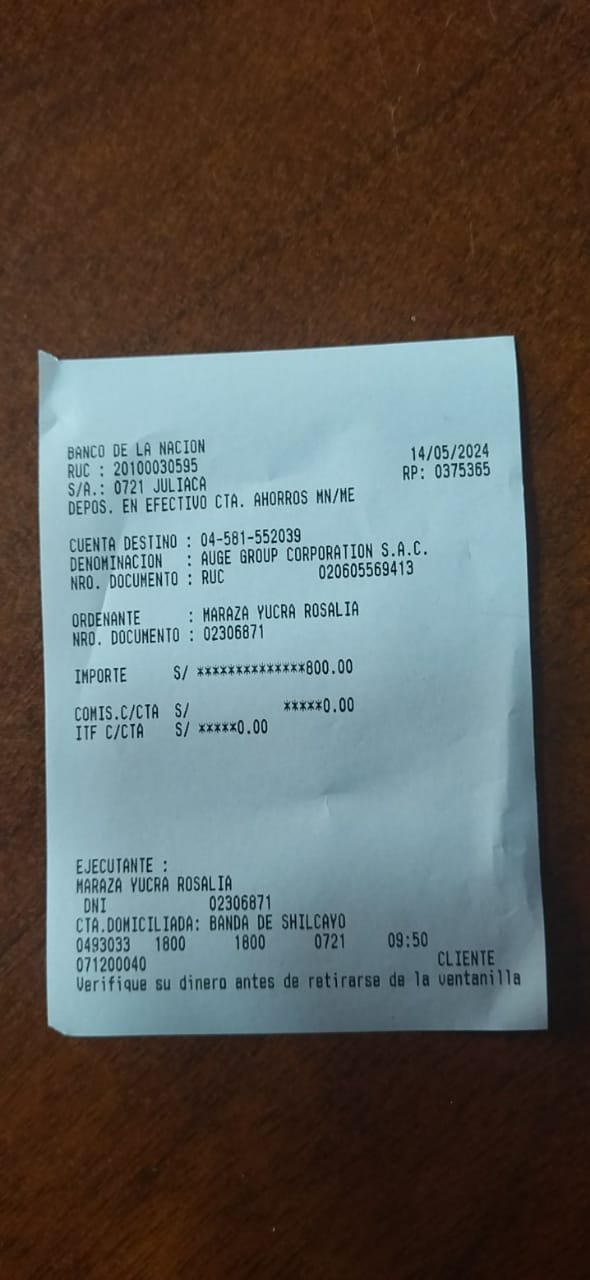 BANCO DE LA NACION
RUC : 20100030595 14/05/2024
S/A.: 0721 JULIACA RP: 0375365
DEPOS. EN EFECTIVO CTA. AHORROS MN/ME
CUENTA DESTINO : 04-581-552039
DENOMINACION : AUGE GROUP CORPORATION S.A.C.
NRO. DOCUMENTO : RUC 020605569413
ORDENANTE : MARAZA YUCRA ROSALIA
NRO. DOCUMENTO : 02306871
IMPORTE S/ **************800.00
COMIS.C/CTA S/ *****0.00
ITF C/CTA S/ *****0.00
EJECUTANTE :
MARAZA YUCRA ROSALIA
DNI 02306871
CTA.DOMICILIADA: BANDA DE SHILCAYO
0493033 1800 1800 0721 09:50
071200040 CLIENTE
Verifique su dinero antes de retirarse de la ventanilla